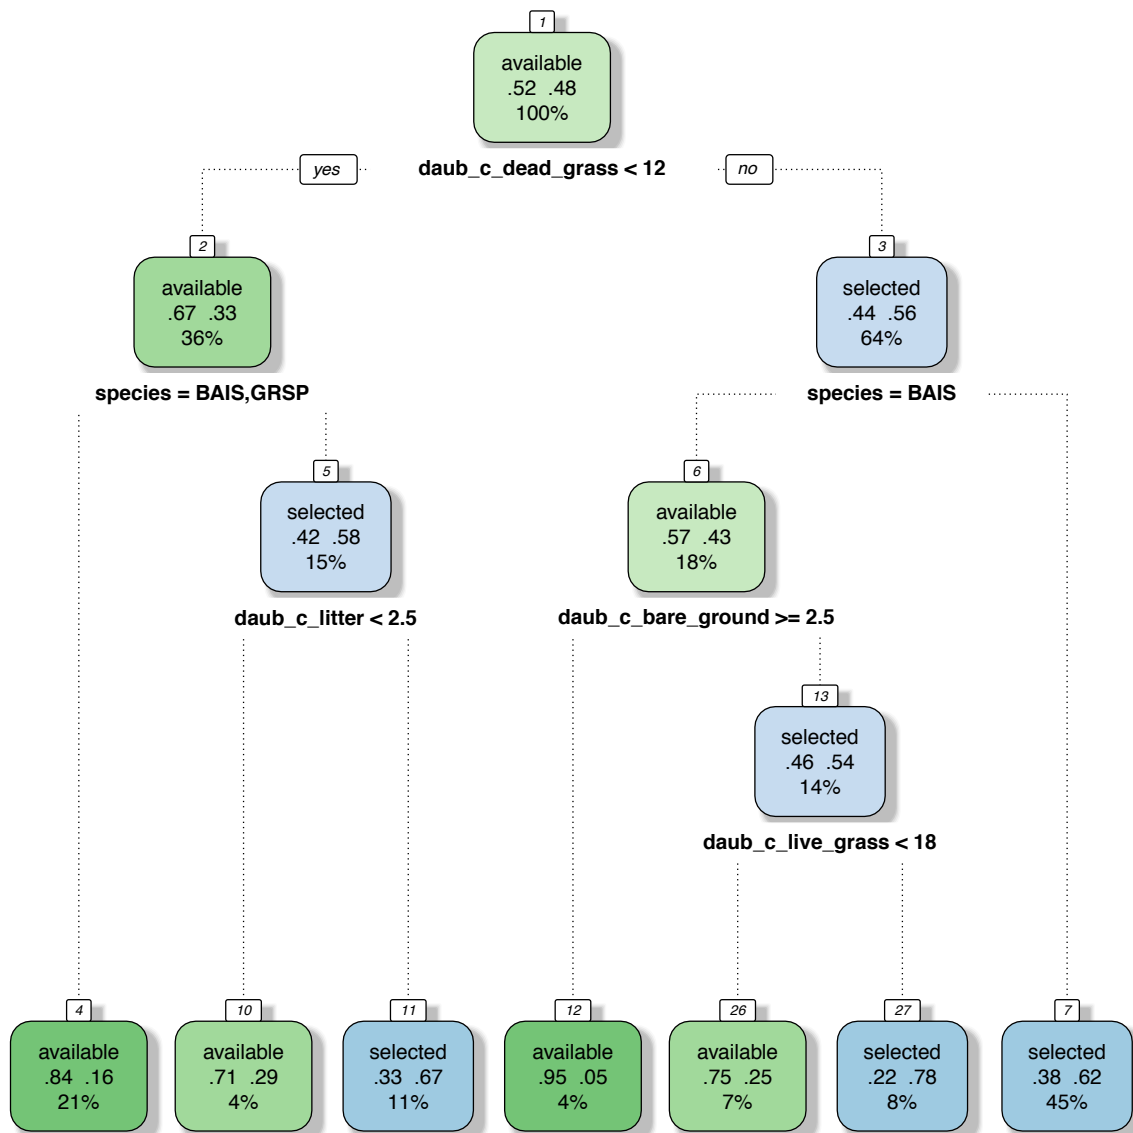 1
available
.52 .48
100%
yes
daub_c_dead_grass < 12
no
2
available
.67 .33
36%
3
selected
.44 .56
64%
species = BAIS,GRSP
species = BAIS
5
selected
.42 .58
15%
6
available
.57 .43
18%
daub_c_litter < 2.5
daub_c_bare_ground >= 2.5
13
selected
.46 .54
14%
daub_c_live_grass < 18
4
available
.84 .16
21%
10
available
.71 .29
4%
11
selected
.33 .67
11%
12
available
.95 .05
4%
26
available
.75 .25
7%
27
selected
.22 .78
8%
7
selected
.38 .62
45%